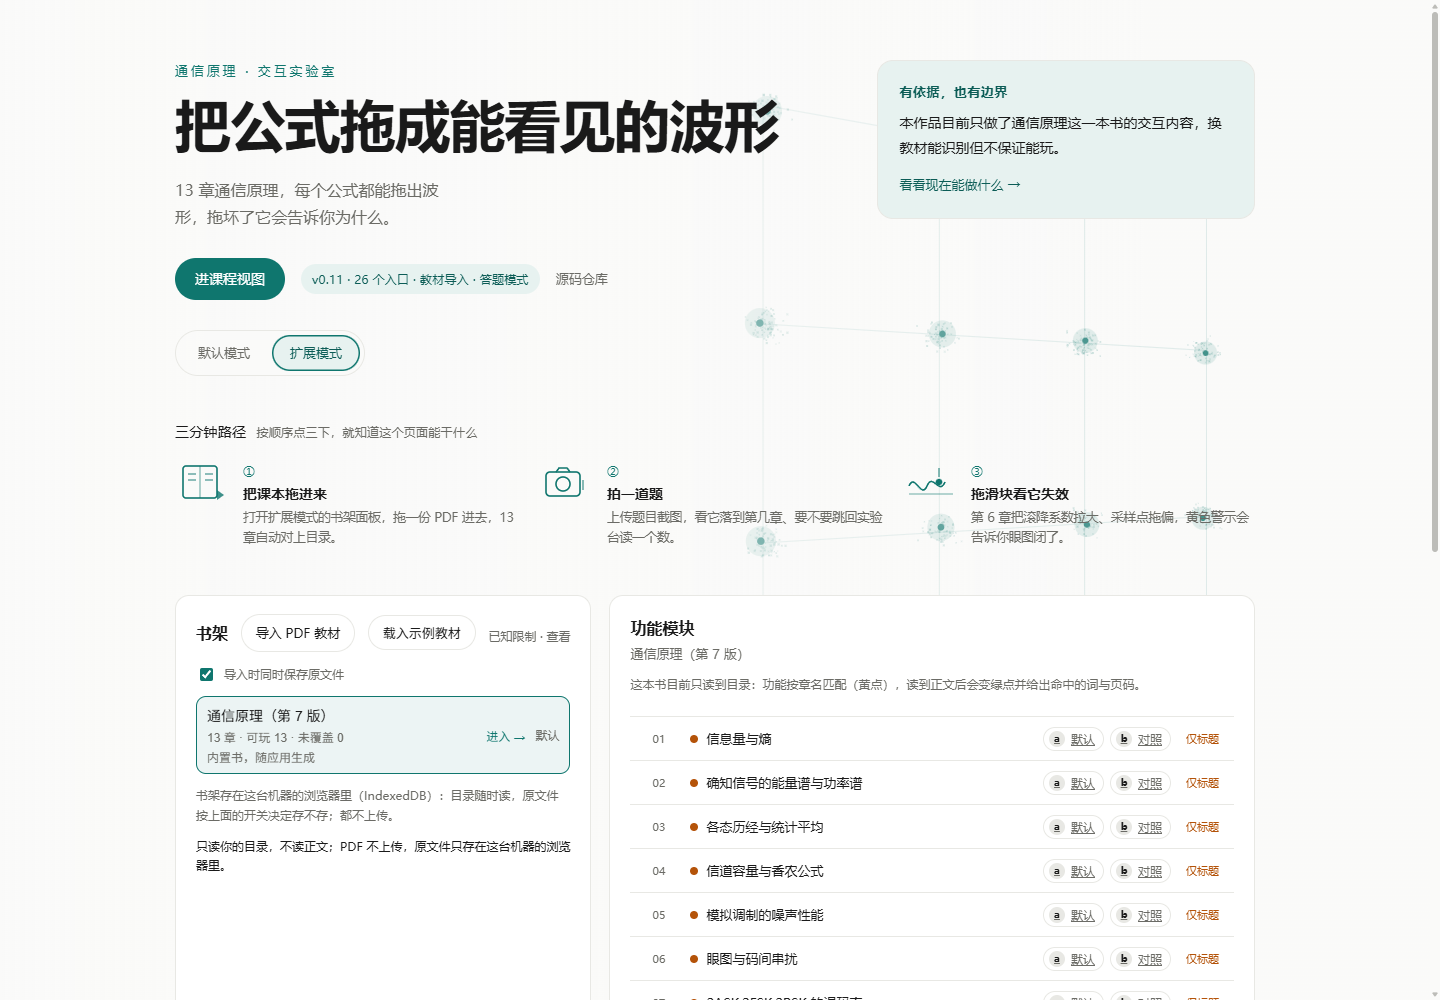 通信原理 · 交互实验室
把公式拖成能看见的波形
13 章通信原理，每个公式都能拖出波
形，拖坏了它会告诉你为什么。
进课程视图
v0.11 · 26 个入口 · 教材导入 · 答题模式
源码仓库
默认模式
扩展模式
有依据，也有边界
本作品目前只做了通信原理这一本书的交互内容，换
教材能识别但不保证能玩。
看看现在能做什么 →
三分钟路径 按顺序点三下，就知道这个页面能干什么
①
把课本拖进来
打开扩展模式的书架面板，拖一份 PDF 进去，13
章自动对上目录。
②
拍一道题
上传题目截图，看它落到第几章、要不要跳回实验
台读一个数。
③
拖滑块看它失效
第 6 章把滚降系数拉大、采样点拖偏，黄色警示会
告诉你眼图闭了。
书架
导入 PDF 教材
载入示例教材
已知限制 · 查看
导入时同时保存原文件
通信原理（第 7 版）
13 章 · 可玩 13 · 未覆盖 0
内置书，随应用生成
进入 →
默认
书架存在这台机器的浏览器里（IndexedDB）：目录随时读，原文件
按上面的开关决定存不存；都不上传。
只读你的目录，不读正文；PDF 不上传，原文件只存在这台机器的浏览
器里。
功能模块
通信原理（第 7 版）
这本书目前只读到目录：功能按章名匹配（黄点），读到正文后会变绿点并给出命中的词与页码。
01 信息量与熵 a 默认 b 对照 仅标题
02 确知信号的能量谱与功率谱 a 默认 b 对照 仅标题
03 各态历经与统计平均 a 默认 b 对照 仅标题
04 信道容量与香农公式 a 默认 b 对照 仅标题
05 模拟调制的噪声性能 a 默认 b 对照 仅标题
06 眼图与码间串扰 a 默认 b 对照 仅标题